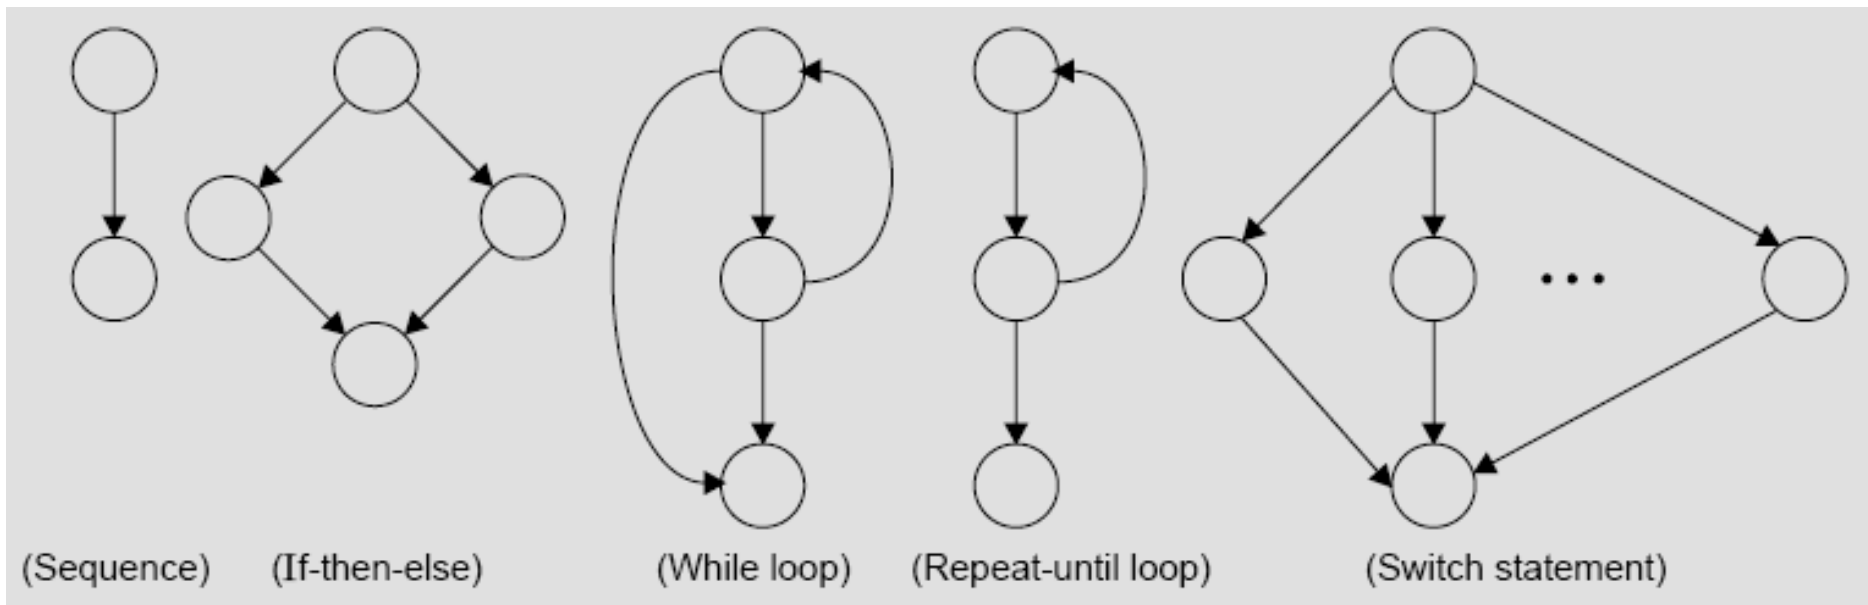 (Sequence)
(If-then-else)
(While loop)
(Repeat-until loop)
(Switch statement)